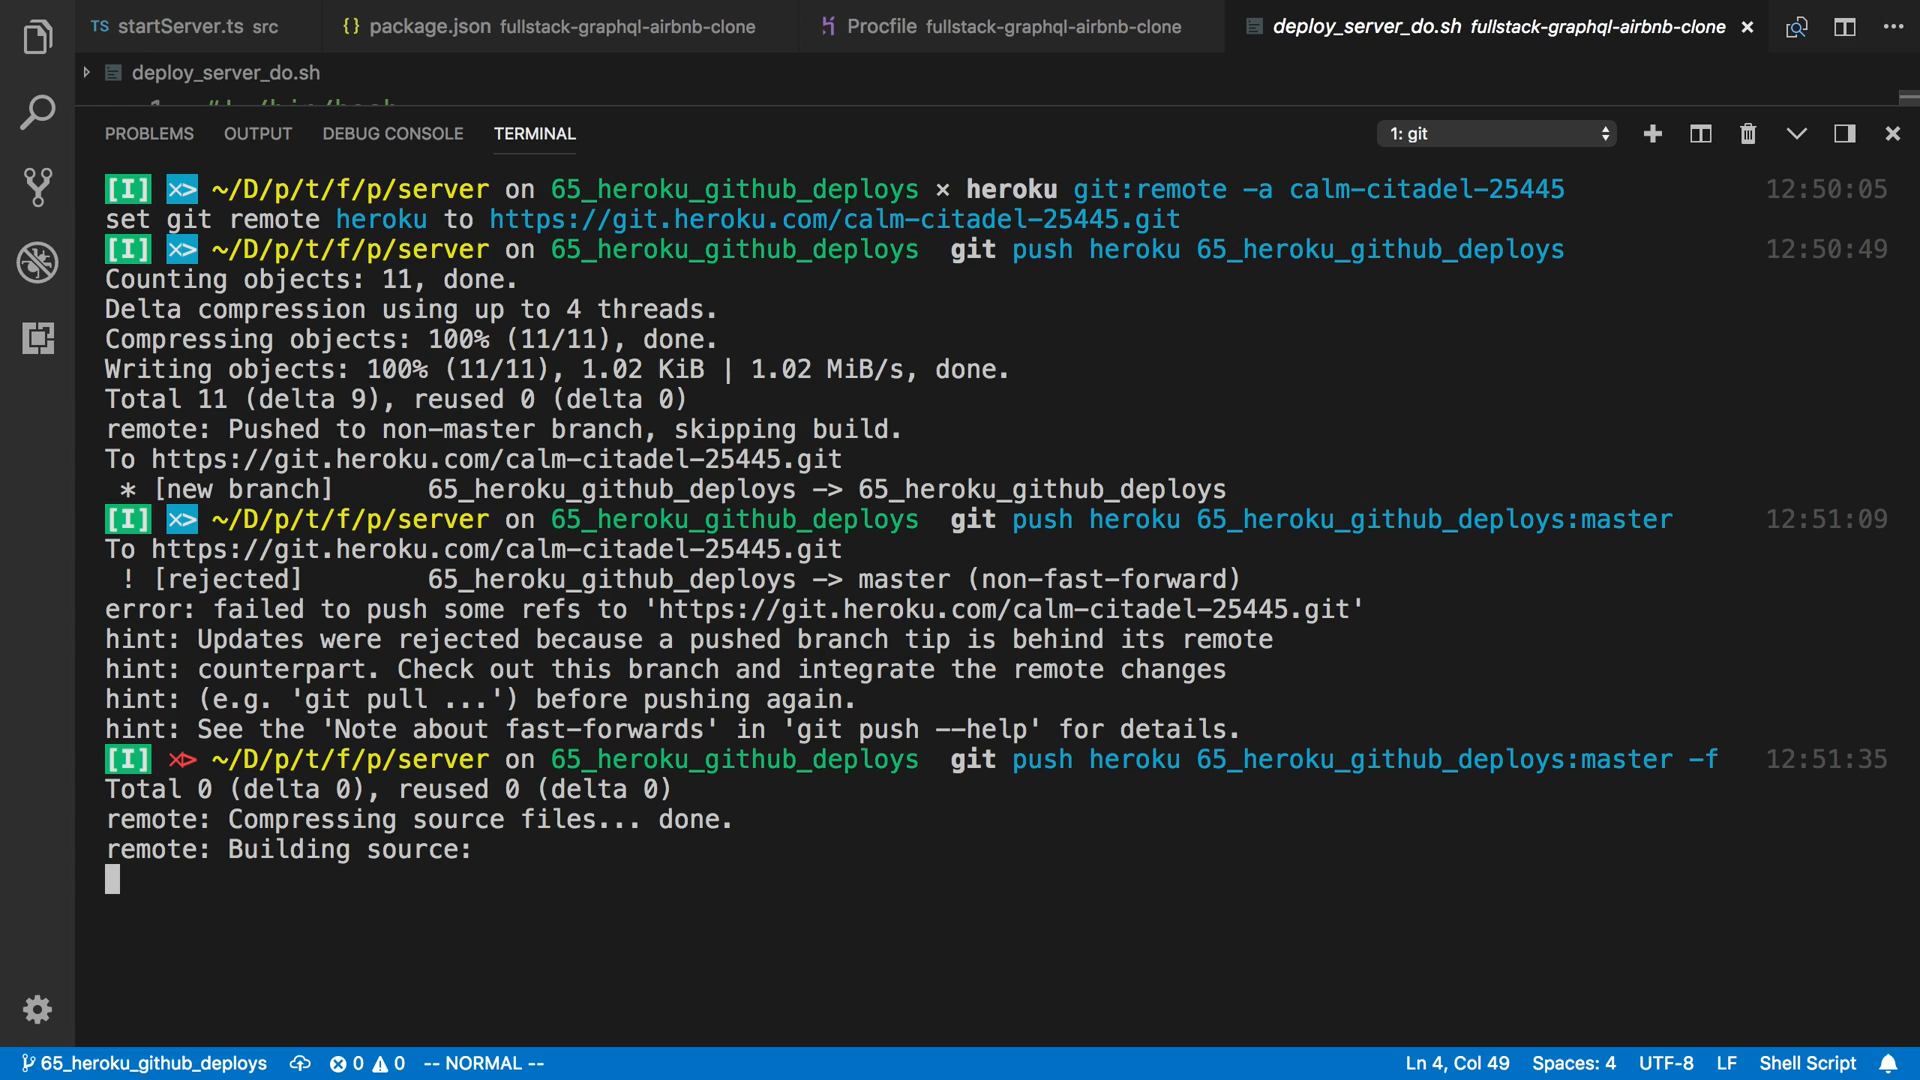 TS startServer.ts src
{} package.json fullstack-graphql-airbnb-clone
Procfile fullstack-graphql-airbnb-clone
deploy_server_do.sh fullstack-graphql-airbnb-clone
deploy_server_do.sh
PROBLEMS OUTPUT DEBUG CONSOLE TERMINAL 1: git
[I] ⋊> ~/D/p/t/f/p/server on 65_heroku_github_deploys ⨯ heroku git:remote -a calm-citadel-25445 12:50:05
set git remote heroku to https://git.heroku.com/calm-citadel-25445.git
[I] ⋊> ~/D/p/t/f/p/server on 65_heroku_github_deploys git push heroku 65_heroku_github_deploys 12:50:49
Counting objects: 11, done.
Delta compression using up to 4 threads.
Compressing objects: 100% (11/11), done.
Writing objects: 100% (11/11), 1.02 KiB | 1.02 MiB/s, done.
Total 11 (delta 9), reused 0 (delta 0)
remote: Pushed to non-master branch, skipping build.
To https://git.heroku.com/calm-citadel-25445.git
* [new branch] 65_heroku_github_deploys -> 65_heroku_github_deploys
[I] ⋊> ~/D/p/t/f/p/server on 65_heroku_github_deploys git push heroku 65_heroku_github_deploys:master 12:51:09
To https://git.heroku.com/calm-citadel-25445.git
! [rejected] 65_heroku_github_deploys -> master (non-fast-forward)
error: failed to push some refs to 'https://git.heroku.com/calm-citadel-25445.git'
hint: Updates were rejected because a pushed branch tip is behind its remote
hint: counterpart. Check out this branch and integrate the remote changes
hint: (e.g. 'git pull ...') before pushing again.
hint: See the 'Note about fast-forwards' in 'git push --help' for details.
[I] ⋊> ~/D/p/t/f/p/server on 65_heroku_github_deploys git push heroku 65_heroku_github_deploys:master -f 12:51:35
Total 0 (delta 0), reused 0 (delta 0)
remote: Compressing source files... done.
remote: Building source:
65_heroku_github_deploys 0 0 -- NORMAL -- Ln 4, Col 49 Spaces: 4 UTF-8 LF Shell Script